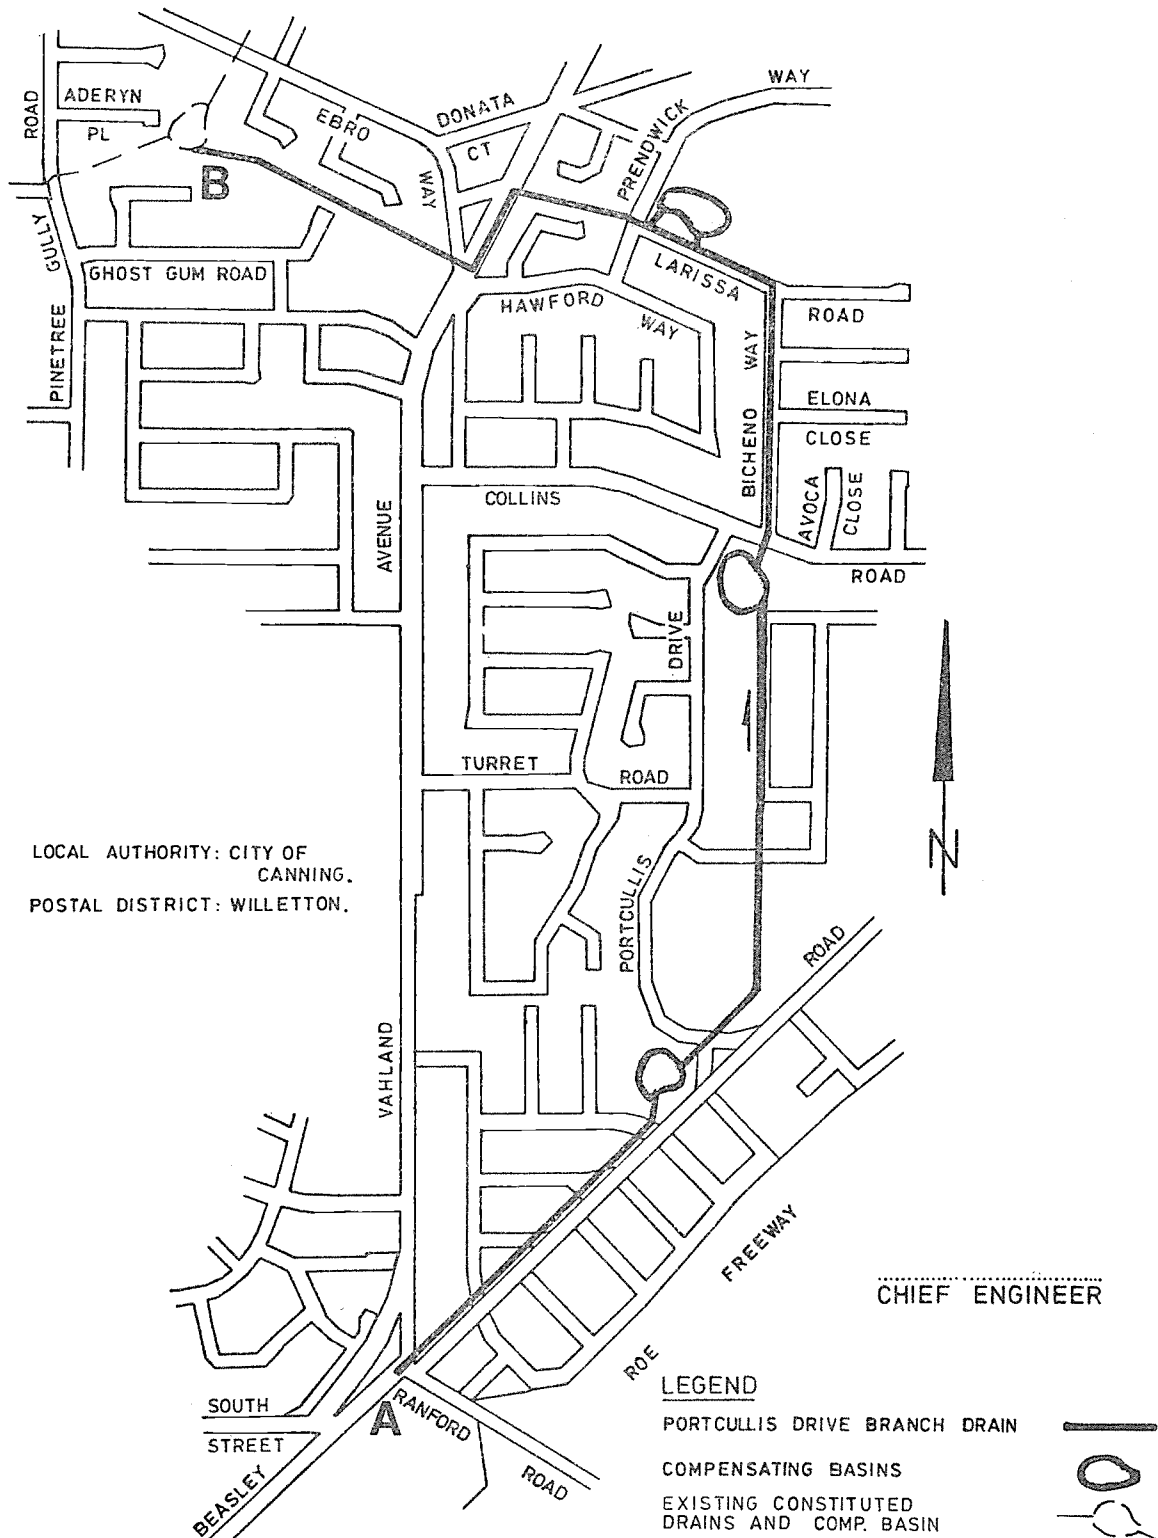 ROAD
ADERYN
PL
B
EBRO
WAY
DONATA
CT
PRENDWICK
WAY
GULLY
PINETREE
GHOST GUM ROAD
HAWFORD
WAY
LARISSA
ROAD
BICHENO WAY
ELONA
CLOSE
AVOCA
CLOSE
COLLINS
ROAD
AVENUE
VAHLAND
DRIVE
PORTCULLIS
TURRET
ROAD
N
LOCAL AUTHORITY: CITY OF
CANNING.
POSTAL DISTRICT: WILLETTON.
ROAD
BEASLEY
ROE
FREEWAY
SOUTH
STREET
A
RANFORD
ROAD
CHIEF ENGINEER
LEGEND
PORTCULLIS DRIVE BRANCH DRAIN
COMPENSATING BASINS
EXISTING CONSTITUTED
DRAINS AND COMP. BASIN